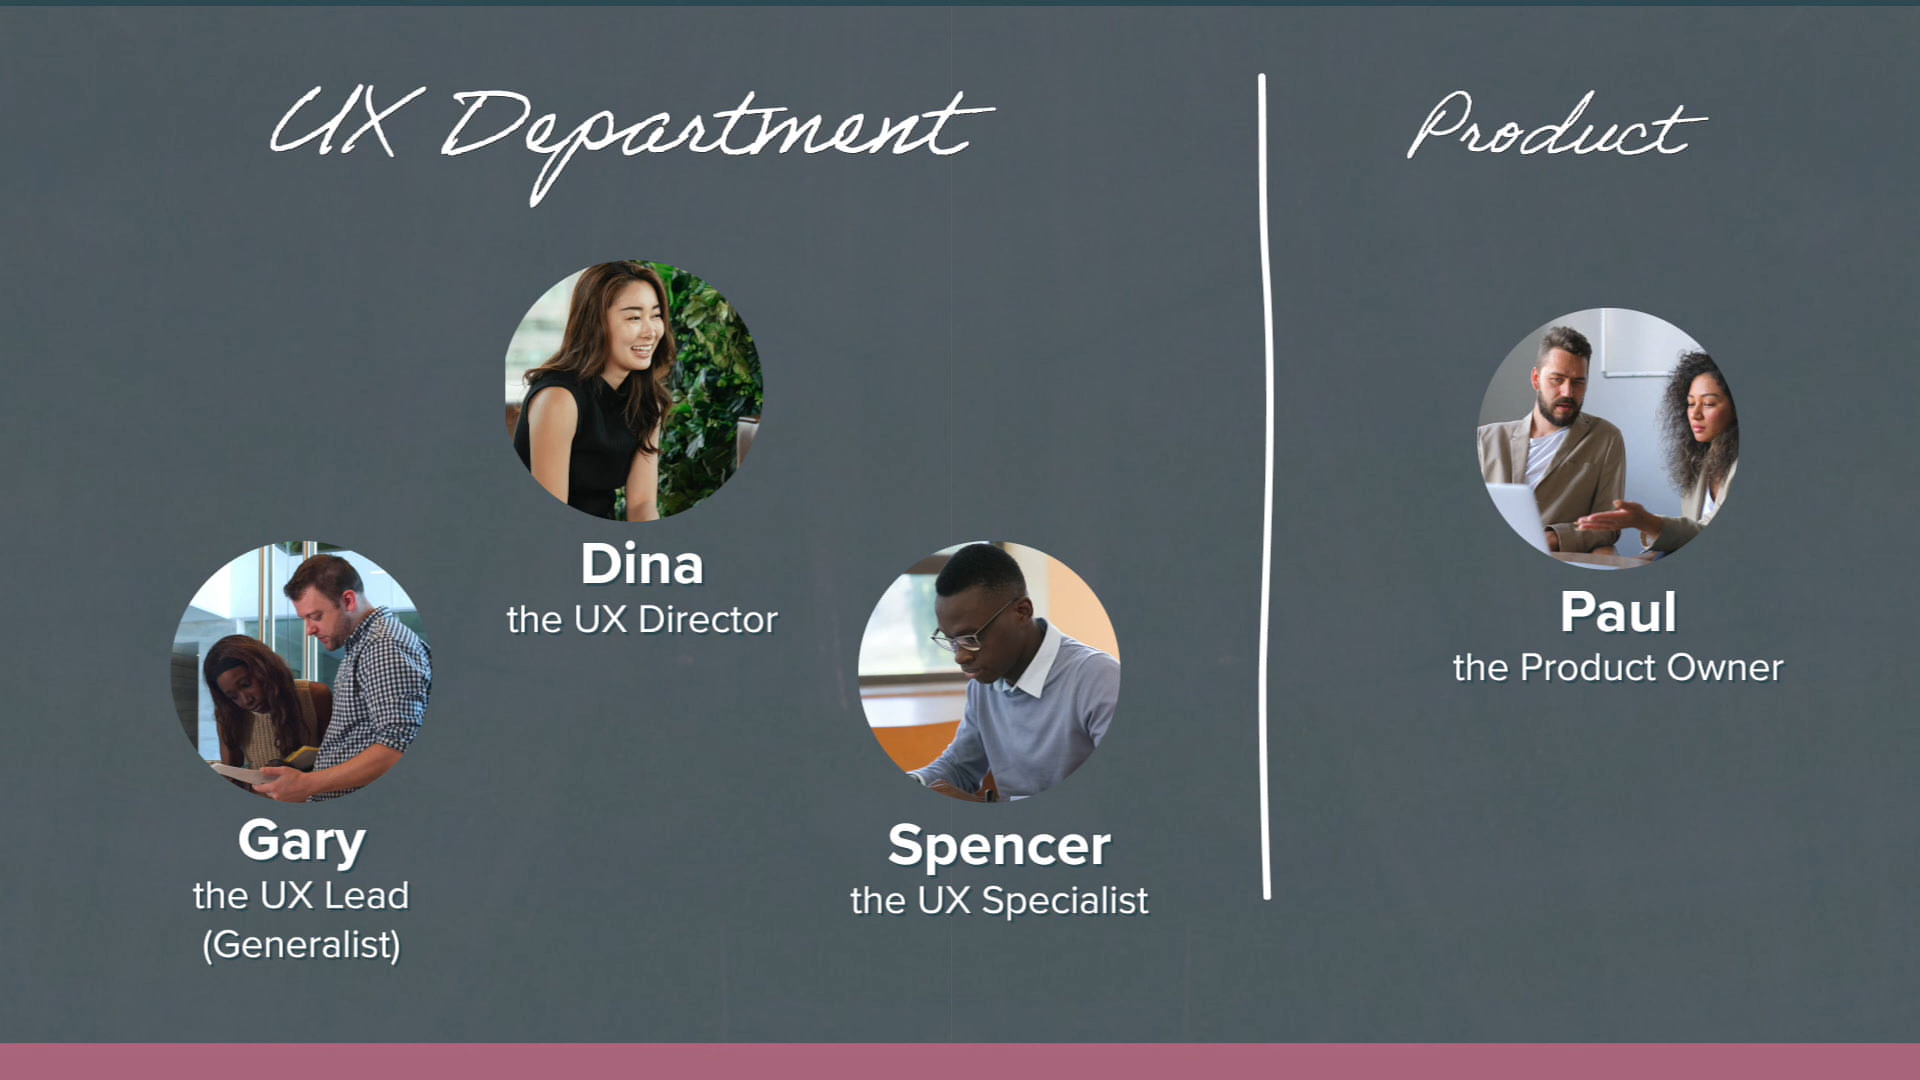 UX Department
Product
Dina
the UX Director
Paul
the Product Owner
Gary
the UX Lead
(Generalist)
Spencer
the UX Specialist